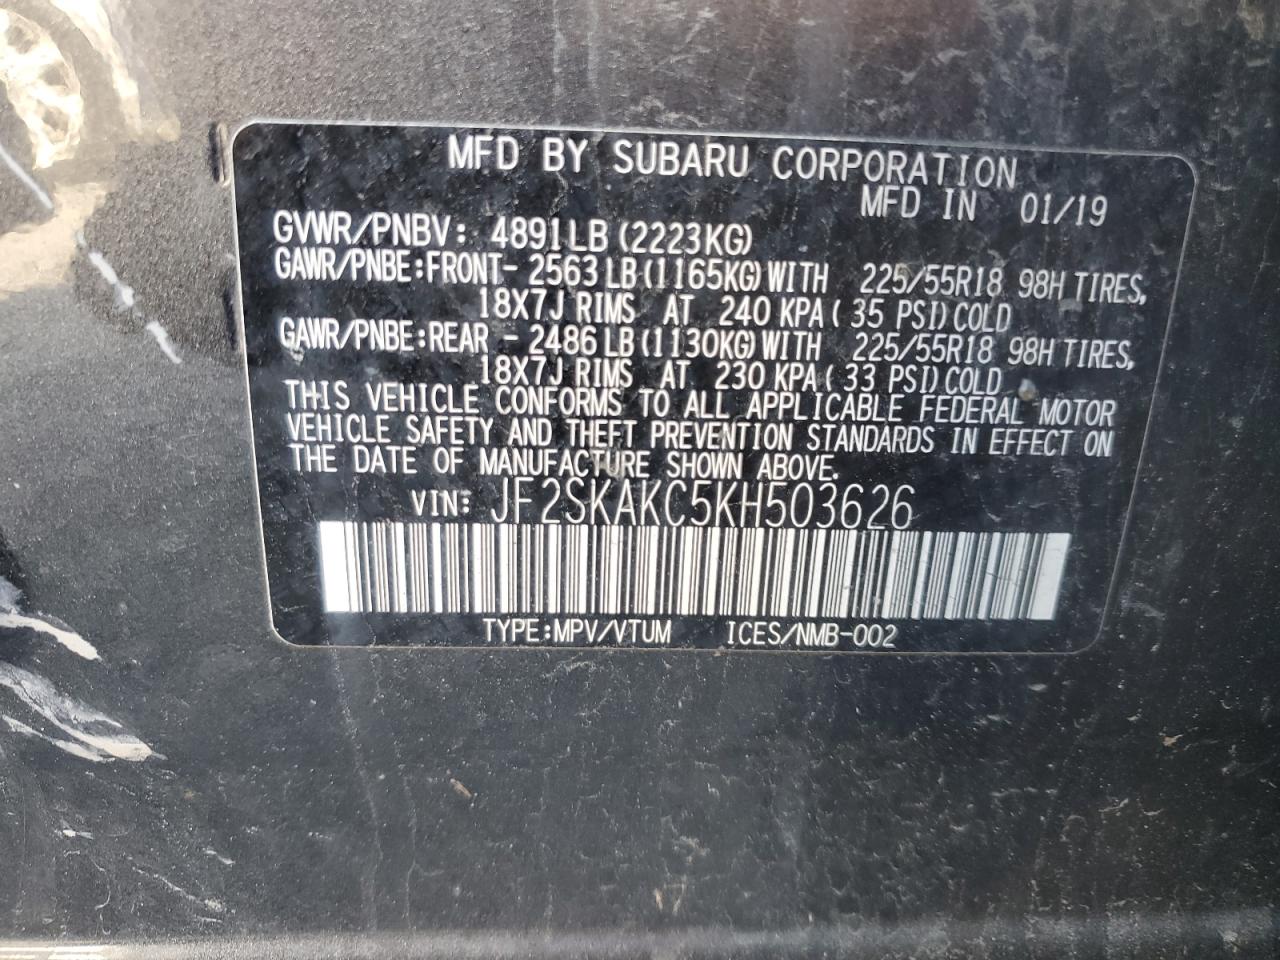 MFD BY SUBARU CORPORATION
MFD IN 01/19
GVWR/PNBV: 4891LB (2223KG)
GAWR/PNBE:FRONT- 2563 LB(1165KG)WITH 225/55R18 98H TIRES,
18X7J RIMS AT 240 KPA( 35 PSI)COLD
GAWR/PNBE:REAR - 2486 LB(1130KG)WITH 225/55R18 98H TIRES,
18X7J RIMS AT 230 KPA( 33 PSI)COLD
THIS VEHICLE CONFORMS TO ALL APPLICABLE FEDERAL MOTOR
VEHICLE SAFETY AND THEFT PREVENTION STANDARDS IN EFFECT ON
THE DATE OF MANUFACTURE SHOWN ABOVE.
VIN: JF2SKAKC5KH503626
TYPE:MPV/VTUM ICES/NMB-002